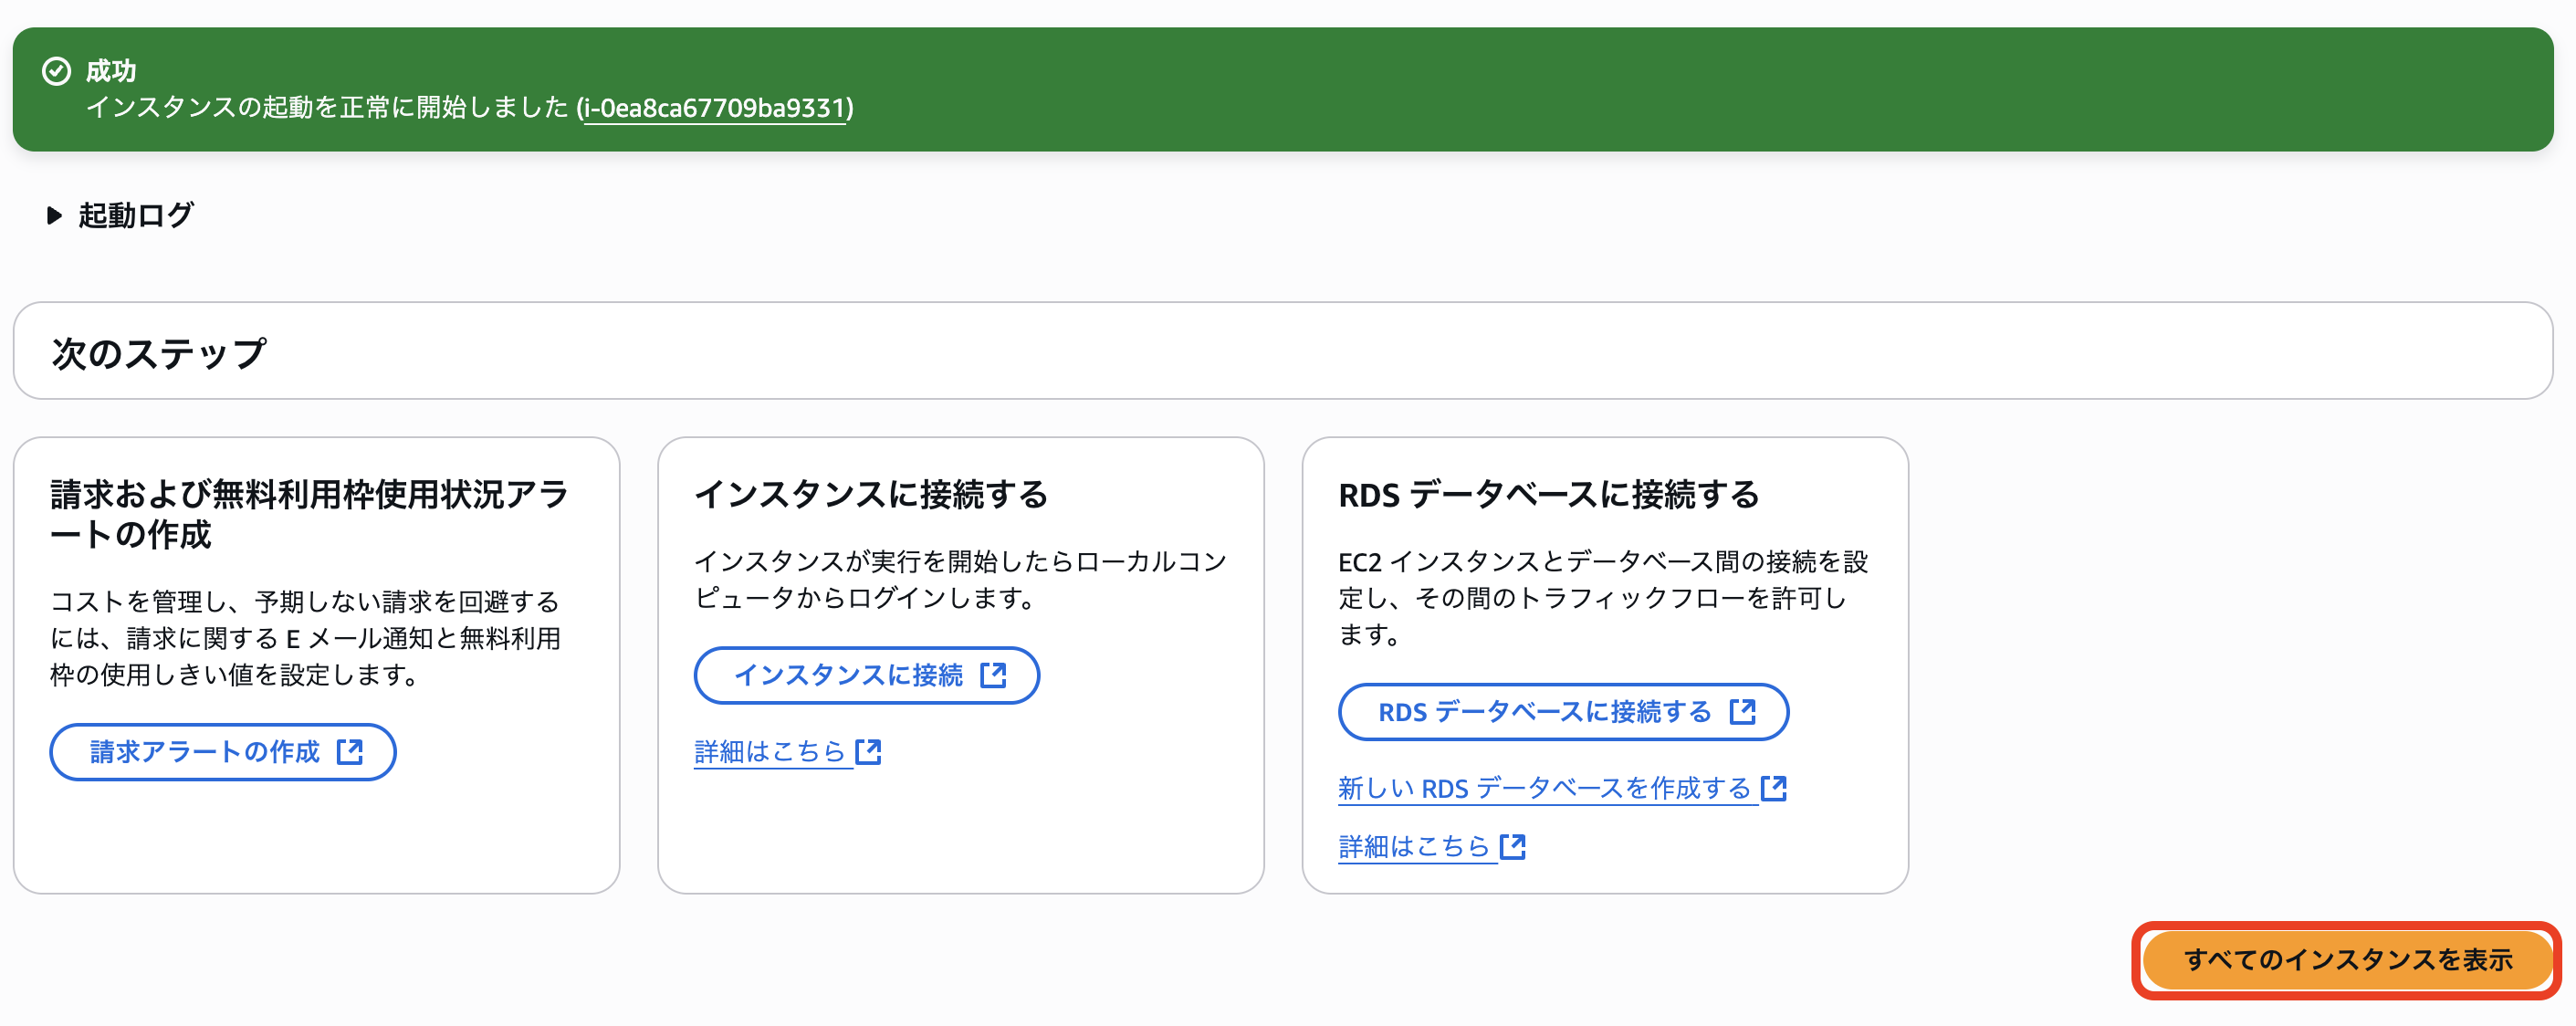 成功
インスタンスの起動を正常に開始しました (i-0ea8ca67709ba9331)
起動ログ
次のステップ
請求および無料利用枠使用状況アラ
ートの作成
コストを管理し、予期しない請求を回避する
には、請求に関する E メール通知と無料利用
枠の使用しきい値を設定します。
請求アラートの作成
インスタンスに接続する
インスタンスが実行を開始したらローカルコン
ピュータからログインします。
インスタンスに接続
詳細はこちら
RDS データベースに接続する
EC2 インスタンスとデータベース間の接続を設
定し、その間のトラフィックフローを許可し
ます。
RDS データベースに接続する
新しい RDS データベースを作成する
詳細はこちら
すべてのインスタンスを表示